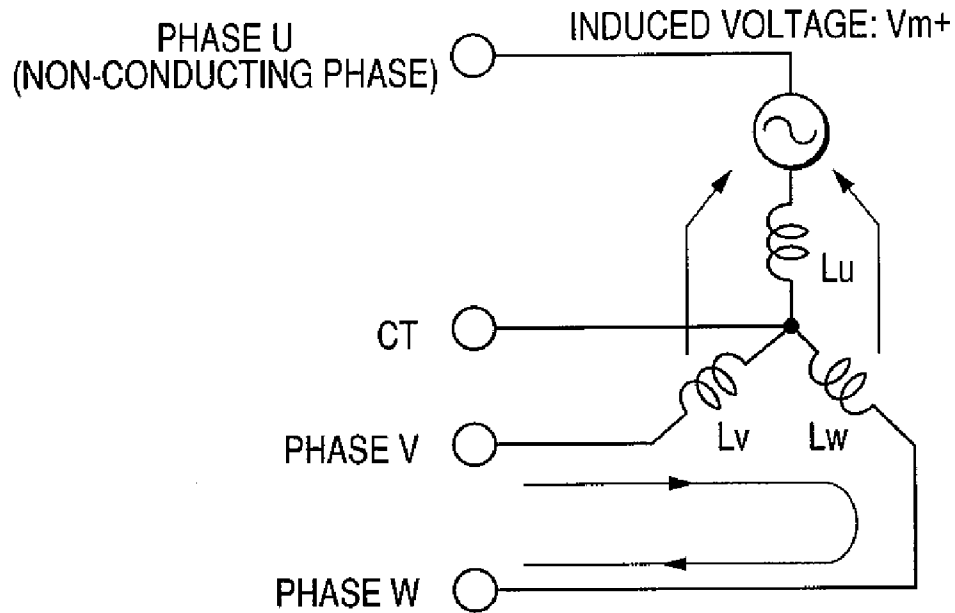 PHASE U
(NON-CONDUCTING PHASE)
INDUCED VOLTAGE: Vm+
Lu
CT
PHASE V
Lv
Lw
PHASE W